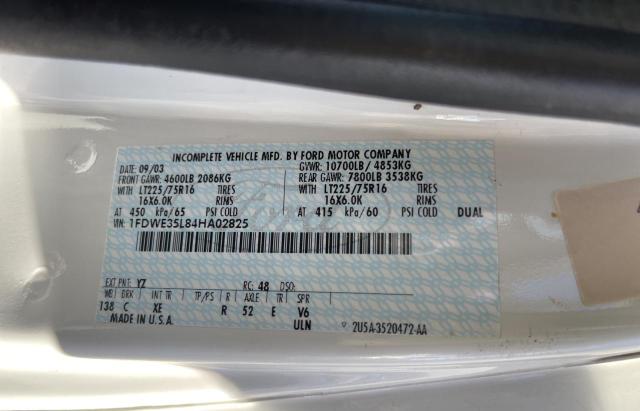 INCOMPLETE VEHICLE MFD. BY FORD MOTOR COMPANY
DATE: 09/03 GVWR: 10700LB/ 4853KG
FRONT GAWR: 4600LB 2086KG REAR GAWR: 7800LB 3538KG
WITH LT225/75R16 TIRES WITH LT225/75R16 TIRES
16X6.0K RIMS 16X6.0K RIMS
AT 450 kPa/65 PSI COLD AT 415 kPa/60 PSI COLD DUAL
VIN: 1FDWE35L84HA02825
EXT PNT: YZ RC: 48 DSO:
WB BRK INT TR TP/PS R AXLE TR SPR
138 C XE R 52 E V6
MADE IN U.S.A. ULN ▽ 2U5A-3520472-AA